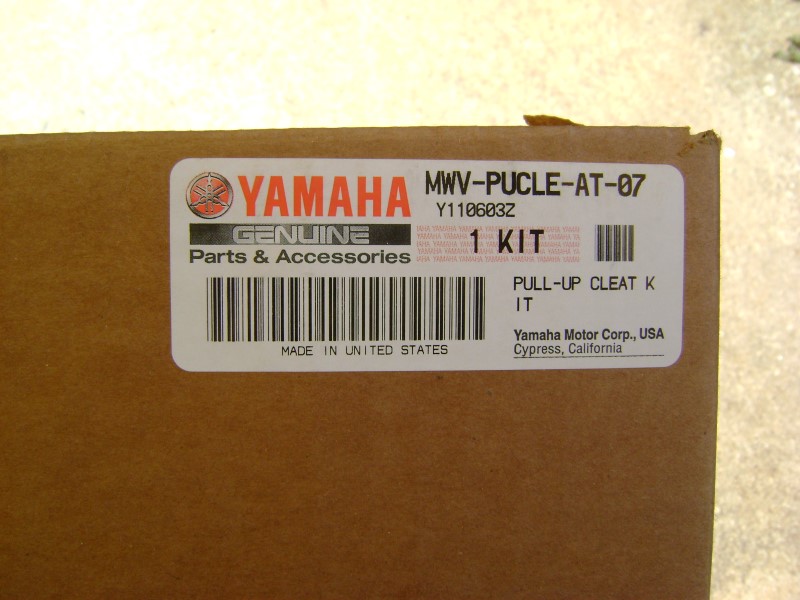 YAMAHA
GENUINE
Parts & Accessories
MWV-PUCLE-AT-07
Y110603Z
1 KIT
PULL-UP CLEAT K
IT
MADE IN UNITED STATES
Yamaha Motor Corp., USA
Cypress, California